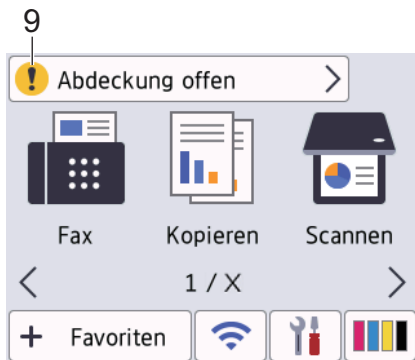 9
! Abdeckung offen >
Fax Kopieren Scannen
< 1 / X >
+ Favoriten